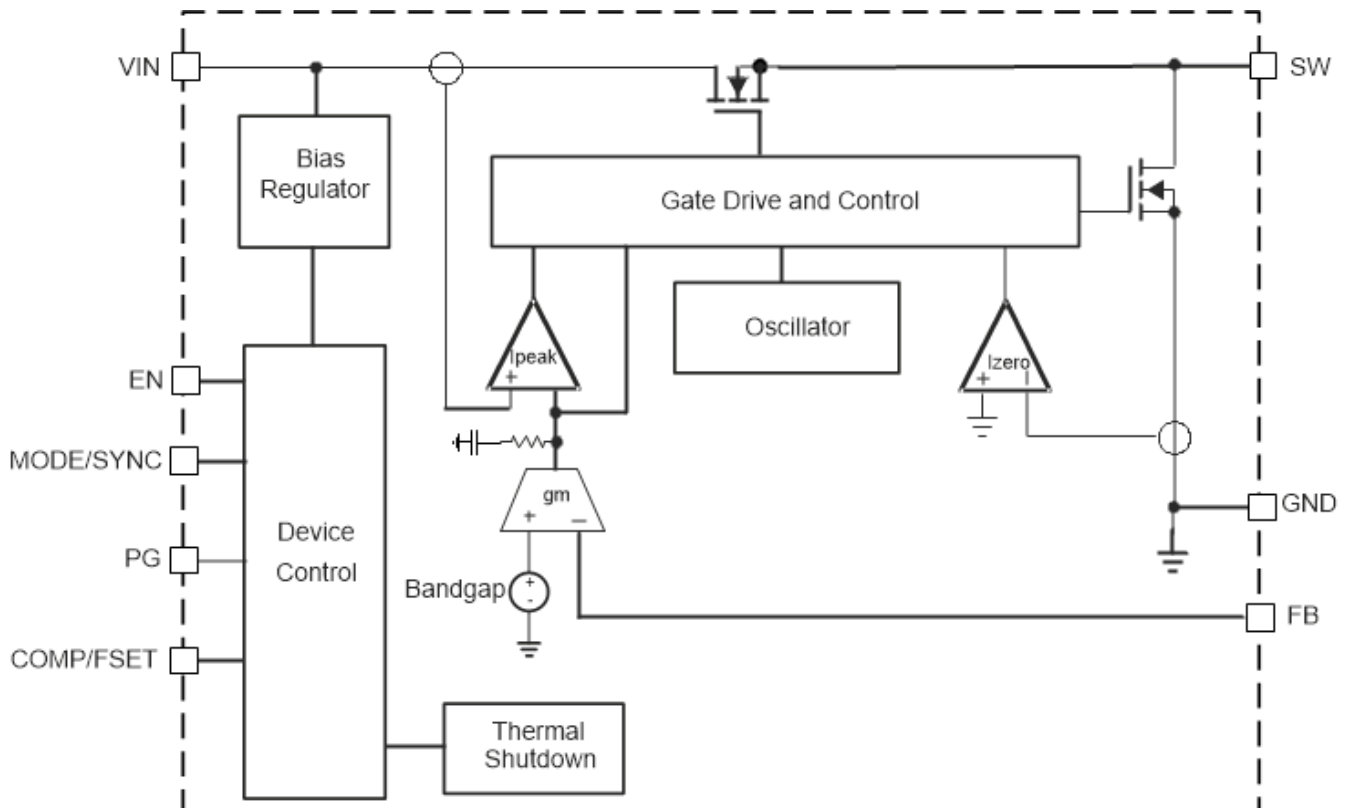 VIN
SW
Bias
Regulator
Gate Drive and Control
Oscillator
Ipeak
+
Izero
+
EN
MODE/SYNC
gm
+ −
GND
Device
Control
PG
Bandgap
+
-
FB
COMP/FSET
Thermal
Shutdown